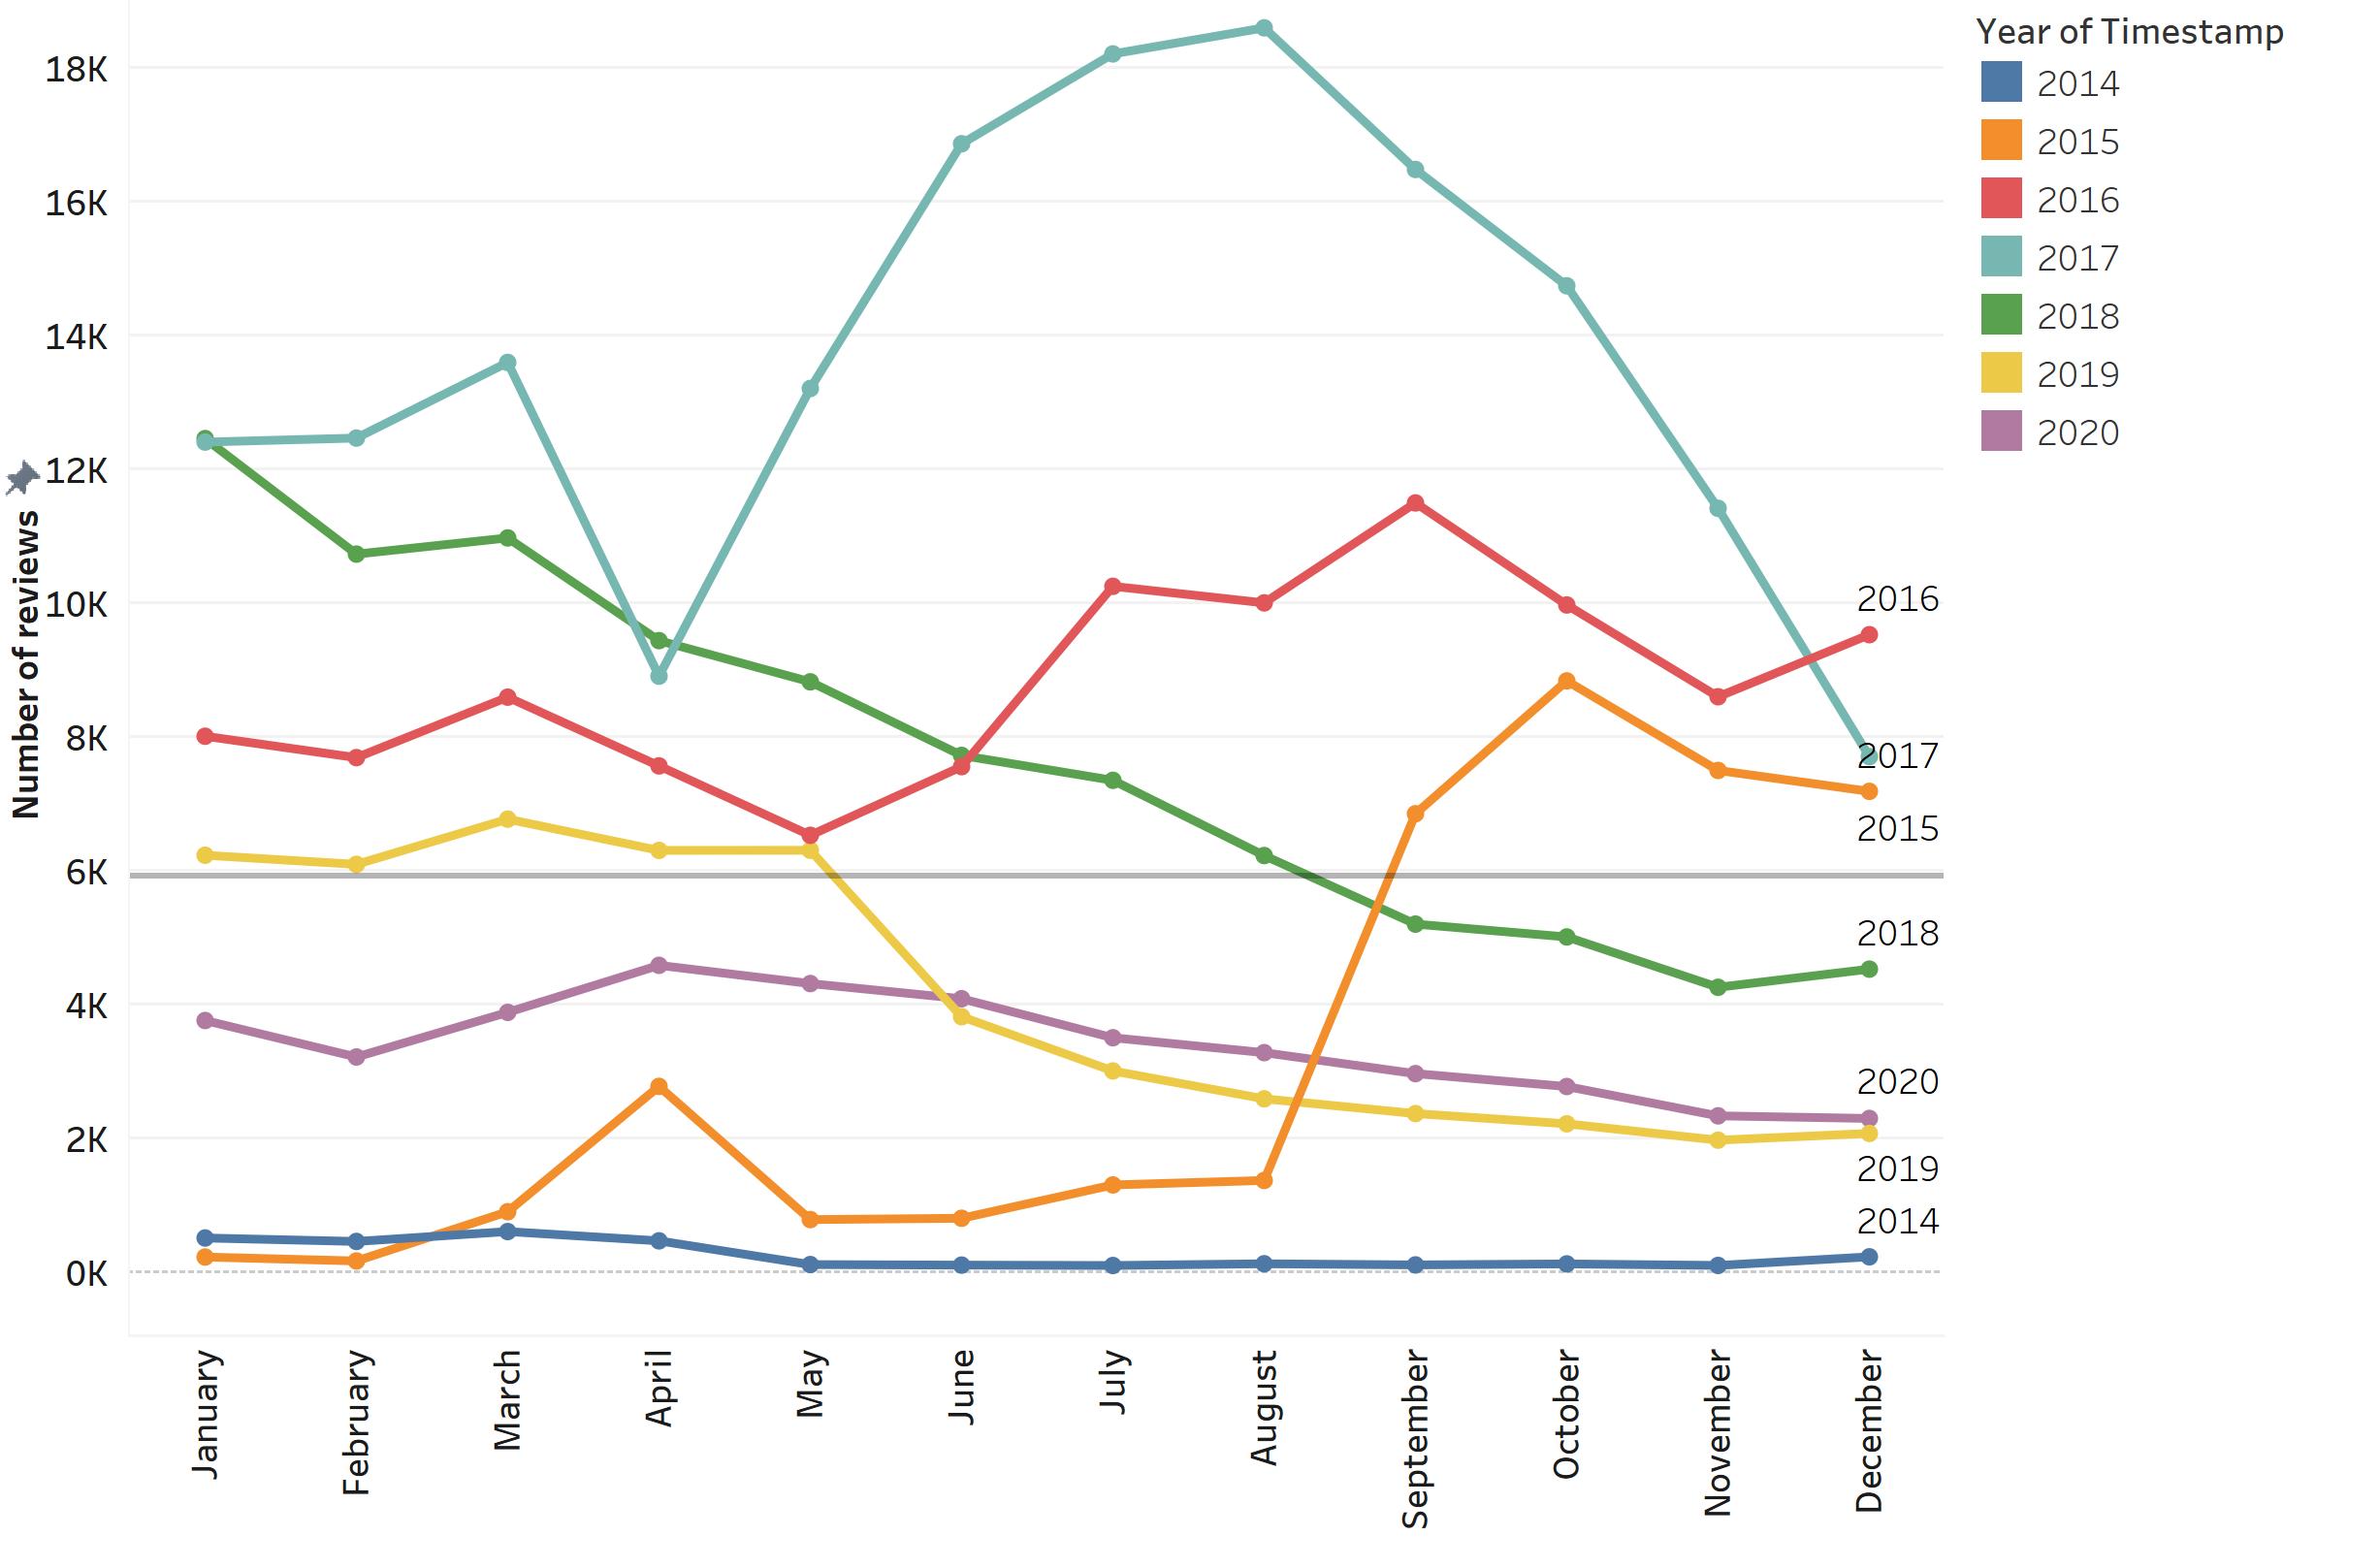 Year of Timestamp
2014
2015
2016
2017
2018
2019
2020
Number of reviews
18K
16K
14K
12K
10K
8K
6K
4K
2K
0K
2016
2017
2015
2018
2020
2019
2014
January
February
March
April
May
June
July
August
September
October
November
December